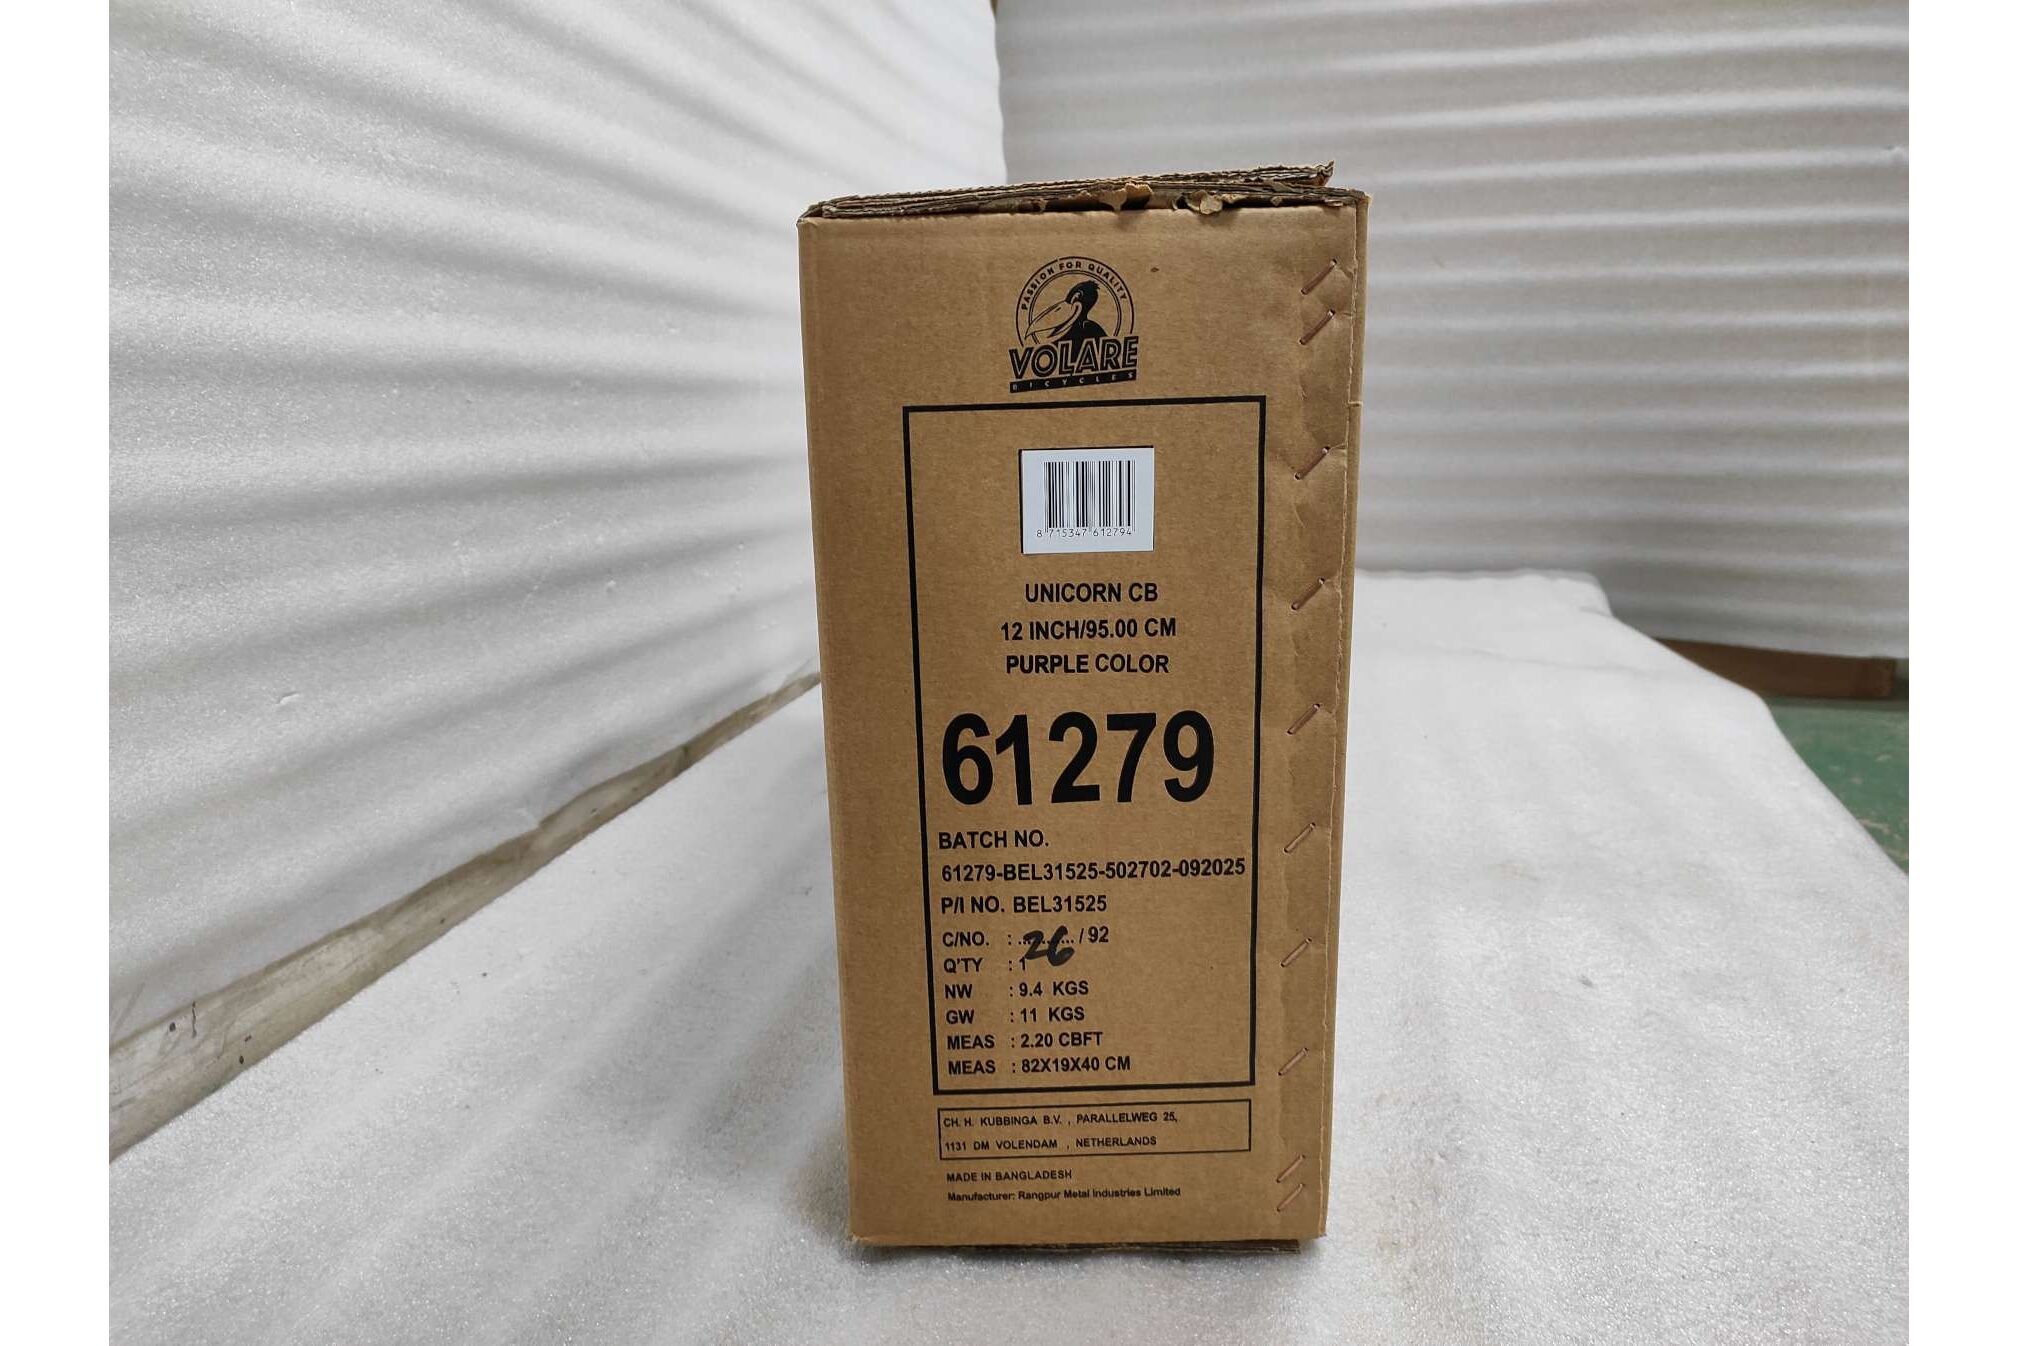 PASSION FOR QUALITY
VOLARE
BICYCLES
8 715347 612794
UNICORN CB
12 INCH/95.00 CM
PURPLE COLOR
61279
BATCH NO.
61279-BEL31525-502702-092025
P/I NO. BEL31525
C/NO. : ..26.. / 92
Q'TY : 1
NW : 9.4 KGS
GW : 11 KGS
MEAS : 2.20 CBFT
MEAS : 82X19X40 CM
CH. H. KUBBINGA B.V. , PARALLELWEG 25,
1131 DM VOLENDAM , NETHERLANDS
MADE IN BANGLADESH
Manufacturer: Rangpur Metal Industries Limited